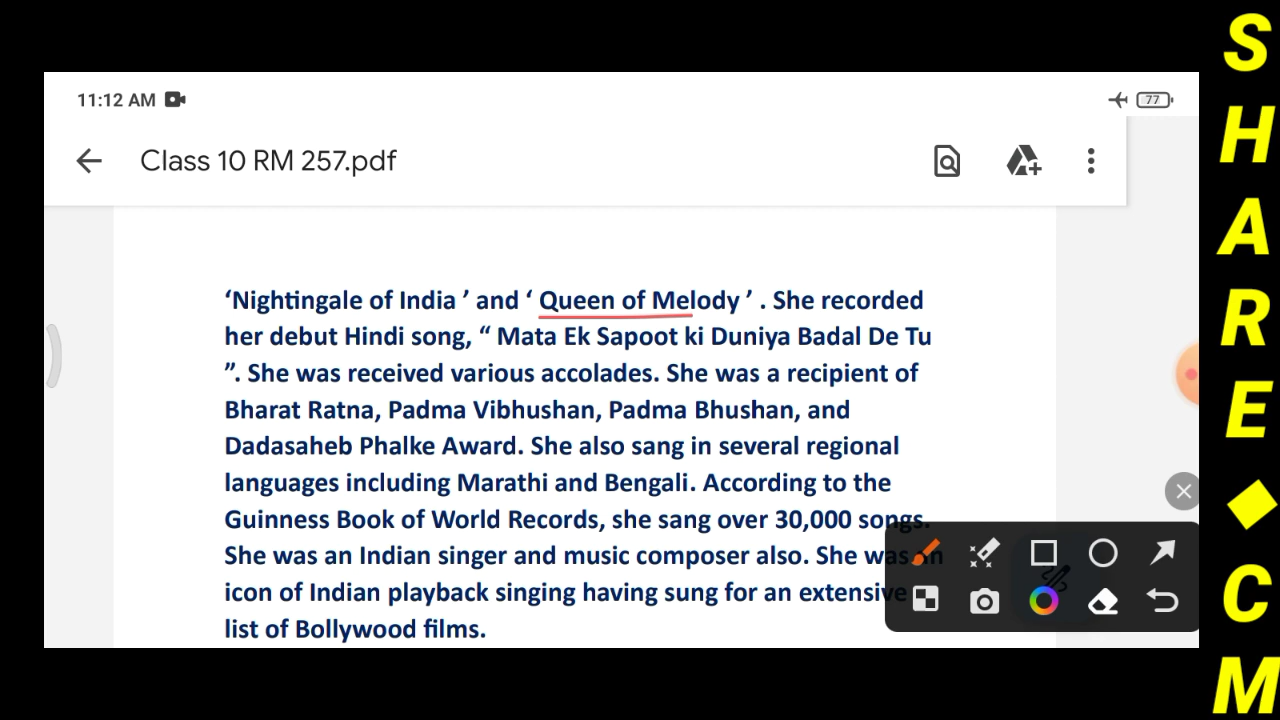 11:12 AM
77
Class 10 RM 257.pdf
‘Nightingale of India ’ and ‘ Queen of Melody ’ . She recorded
her debut Hindi song, “ Mata Ek Sapoot ki Duniya Badal De Tu
”. She was received various accolades. She was a recipient of
Bharat Ratna, Padma Vibhushan, Padma Bhushan, and
Dadasaheb Phalke Award. She also sang in several regional
languages including Marathi and Bengali. According to the
Guinness Book of World Records, she sang over 30,000 songs.
She was an Indian singer and music composer also. She was an
icon of Indian playback singing having sung for an extensive
list of Bollywood films.
SHARE◆CM